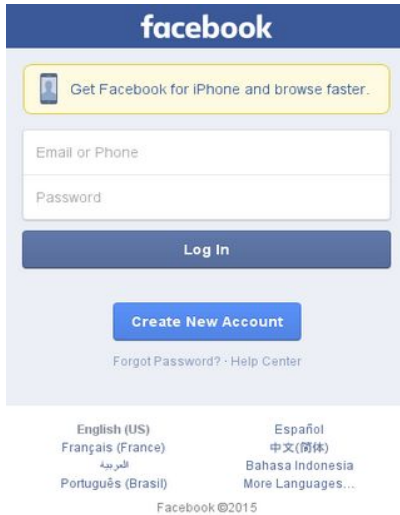 facebook
Get Facebook for iPhone and browse faster.
Email or Phone
Password
Log In
Create New Account
Forgot Password? · Help Center
English (US)
Español
Français (France)
中文(简体)
العربية
Bahasa Indonesia
Português (Brasil)
More Languages...
Facebook ©2015